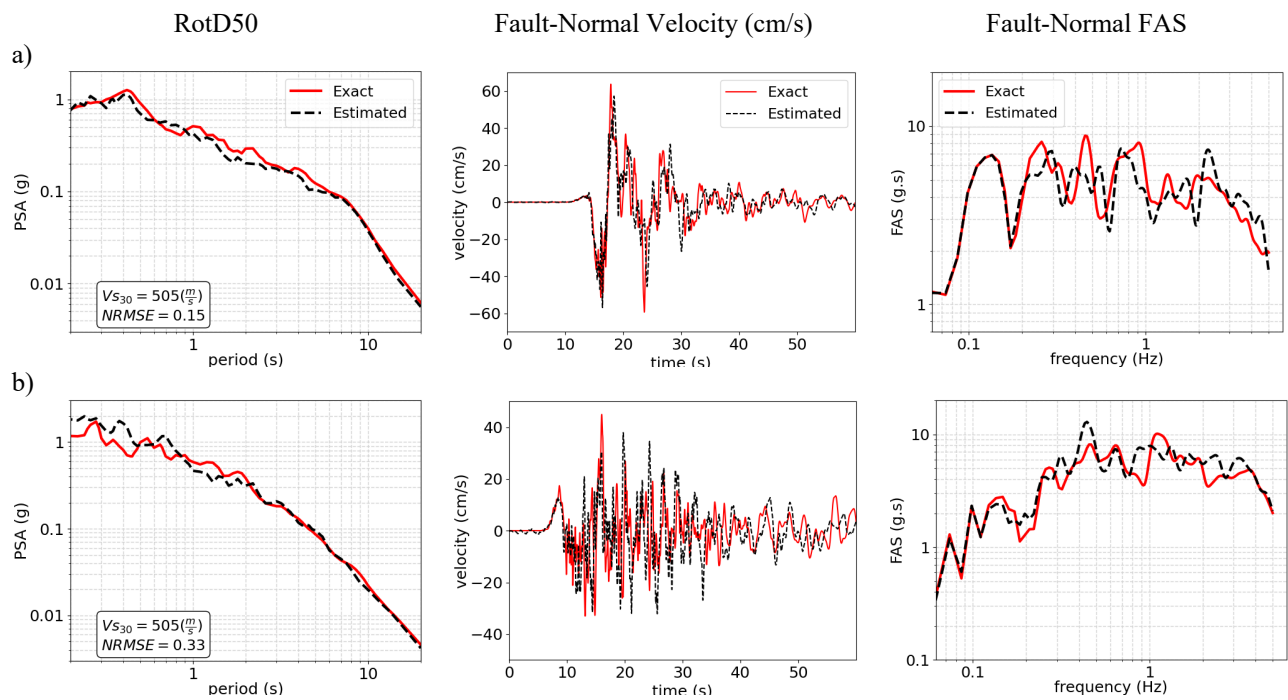 RotD50 Fault-Normal Velocity (cm/s) Fault-Normal FAS
a)
PSA (g)
1
0.1
0.01
Exact
Estimated
Vs30 = 505(m/s)
NRMSE = 0.15
1 10
period (s)
velocity (cm/s)
60
40
20
0
−20
−40
−60
Exact
Estimated
0 10 20 30 40 50
time (s)
FAS (g.s)
10
1
Exact
Estimated
0.1 1
frequency (Hz)
b)
PSA (g)
1
0.1
0.01
Vs30 = 505(m/s)
NRMSE = 0.33
1 10
period (s)
velocity (cm/s)
40
20
0
−20
−40
0 10 20 30 40 50
time (s)
FAS (g.s)
10
1
0.1
0.1 1
frequency (Hz)